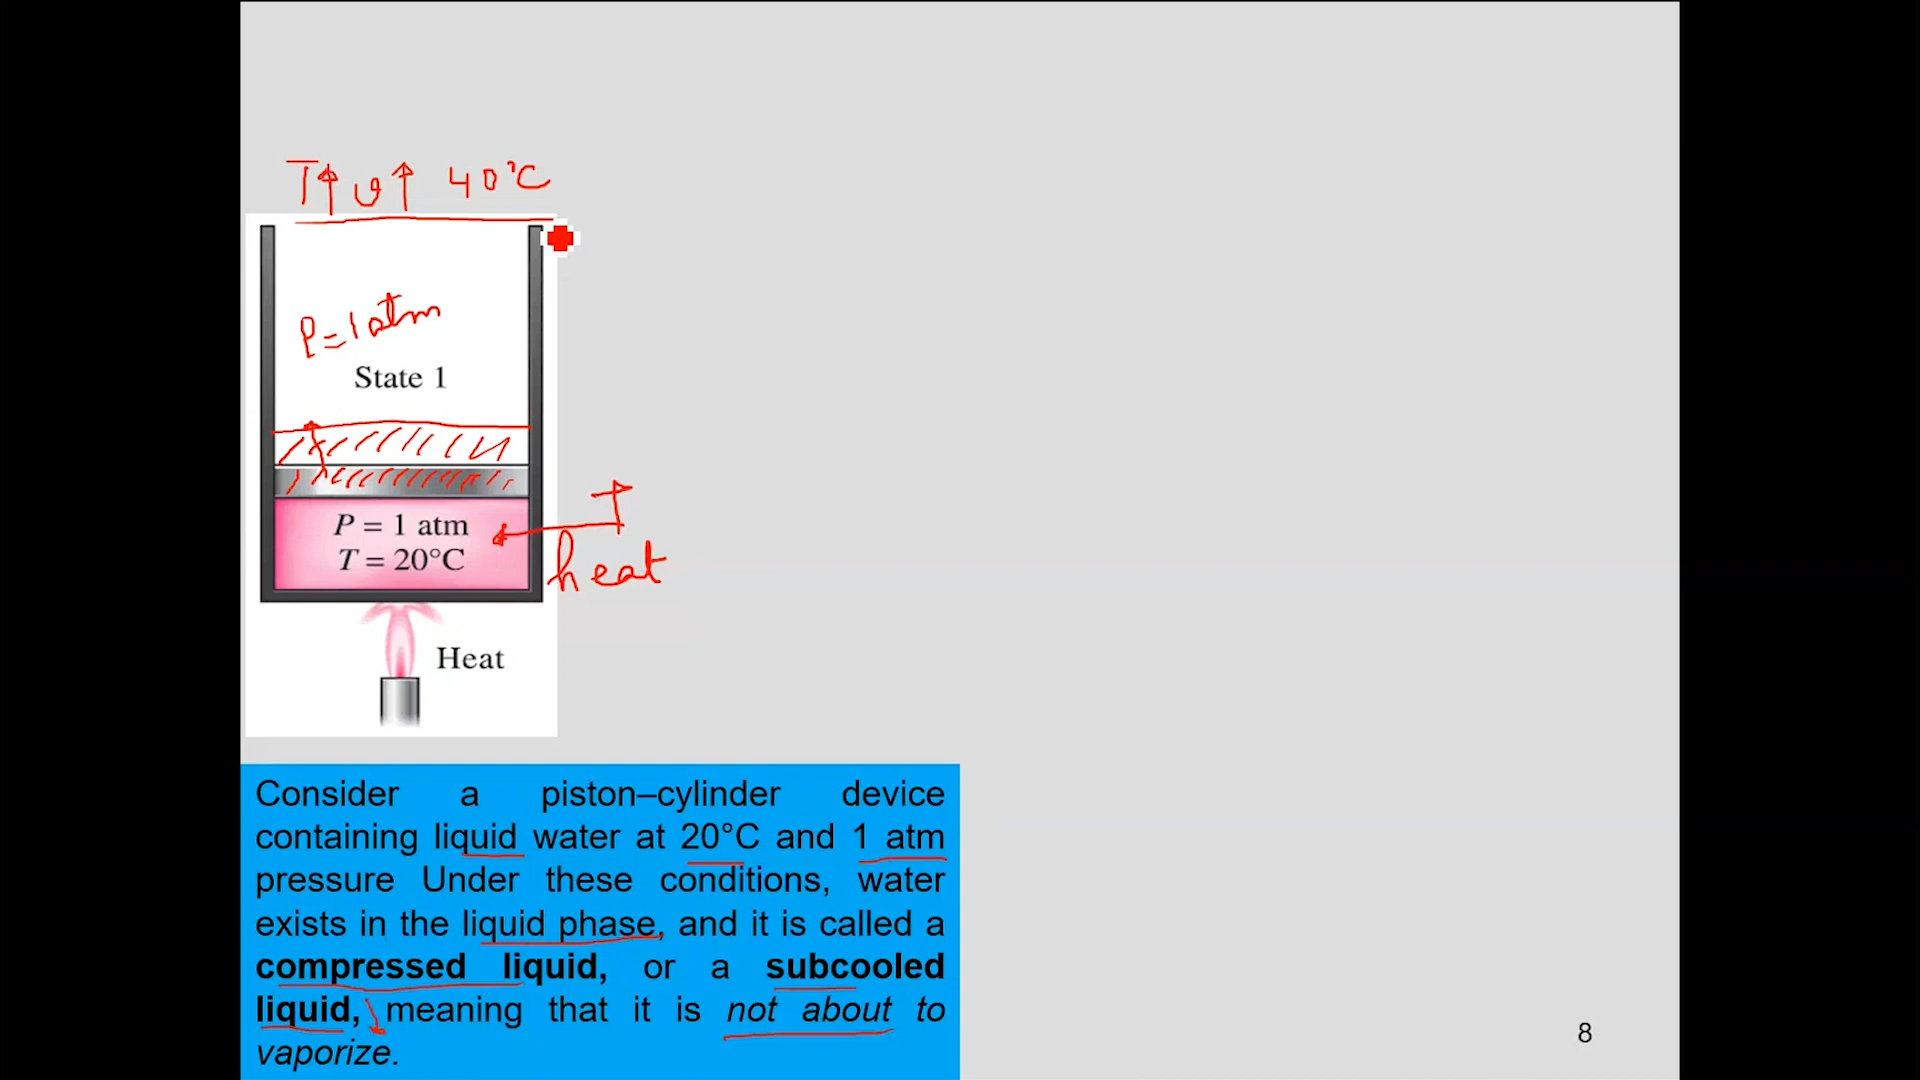 T↑ v↑ 40°C
P=1atm
State 1
P = 1 atm
T = 20°C
heat
Heat
Consider a piston–cylinder device
containing liquid water at 20°C and 1 atm
pressure Under these conditions, water
exists in the liquid phase, and it is called a
compressed liquid, or a subcooled
liquid, meaning that it is not about to
vaporize.
8